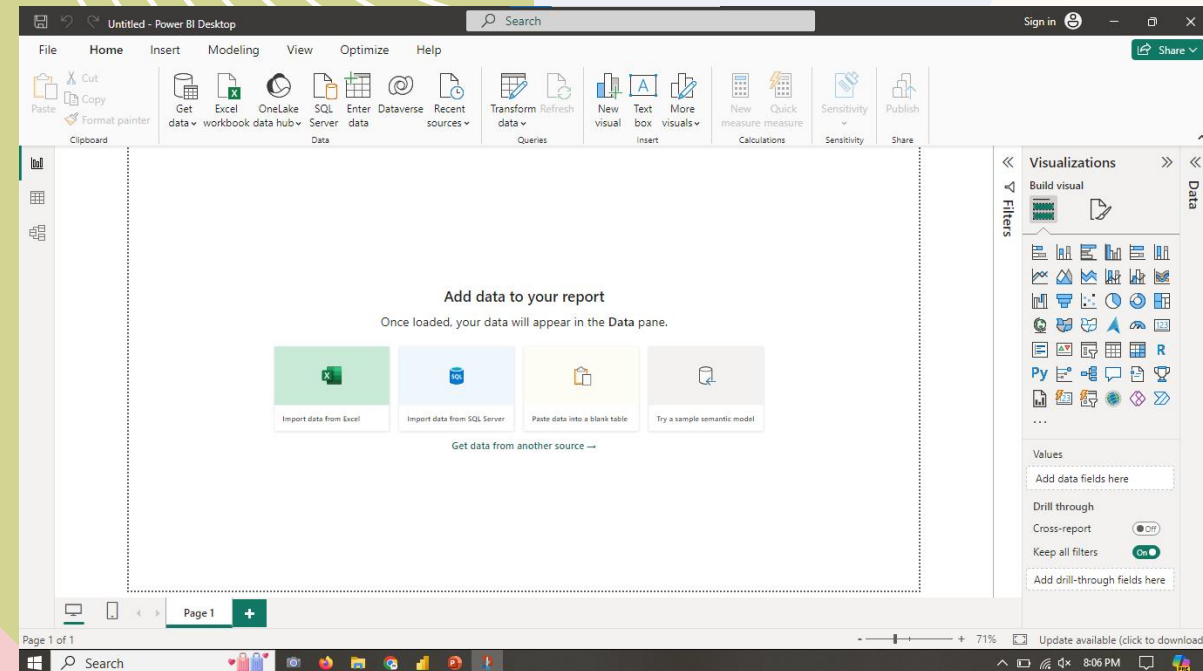 Untitled - Power BI Desktop
Search
Sign in
File Home Insert Modeling View Optimize Help
Share
Paste
Cut
Copy
Format painter
Clipboard
Get data
Excel workbook
OneLake data hub
SQL Server
Enter data
Dataverse
Recent sources
Data
Transform data
Refresh
Queries
New visual
Text box
More visuals
Insert
New measure
Quick measure
Calculations
Sensitivity
Sensitivity
Publish
Share
Filters
Visualizations
Data
Build visual
123
R
Py
...
Add data to your report
Once loaded, your data will appear in the Data pane.
SQL
Import data from Excel
Import data from SQL Server
Paste data into a blank table
Try a sample semantic model
Get data from another source →
Values
Add data fields here
Drill through
Cross-report Off
Keep all filters On
Add drill-through fields here
Page 1 +
Page 1 of 1
- + 71%
Update available (click to download
Search
8:06 PM